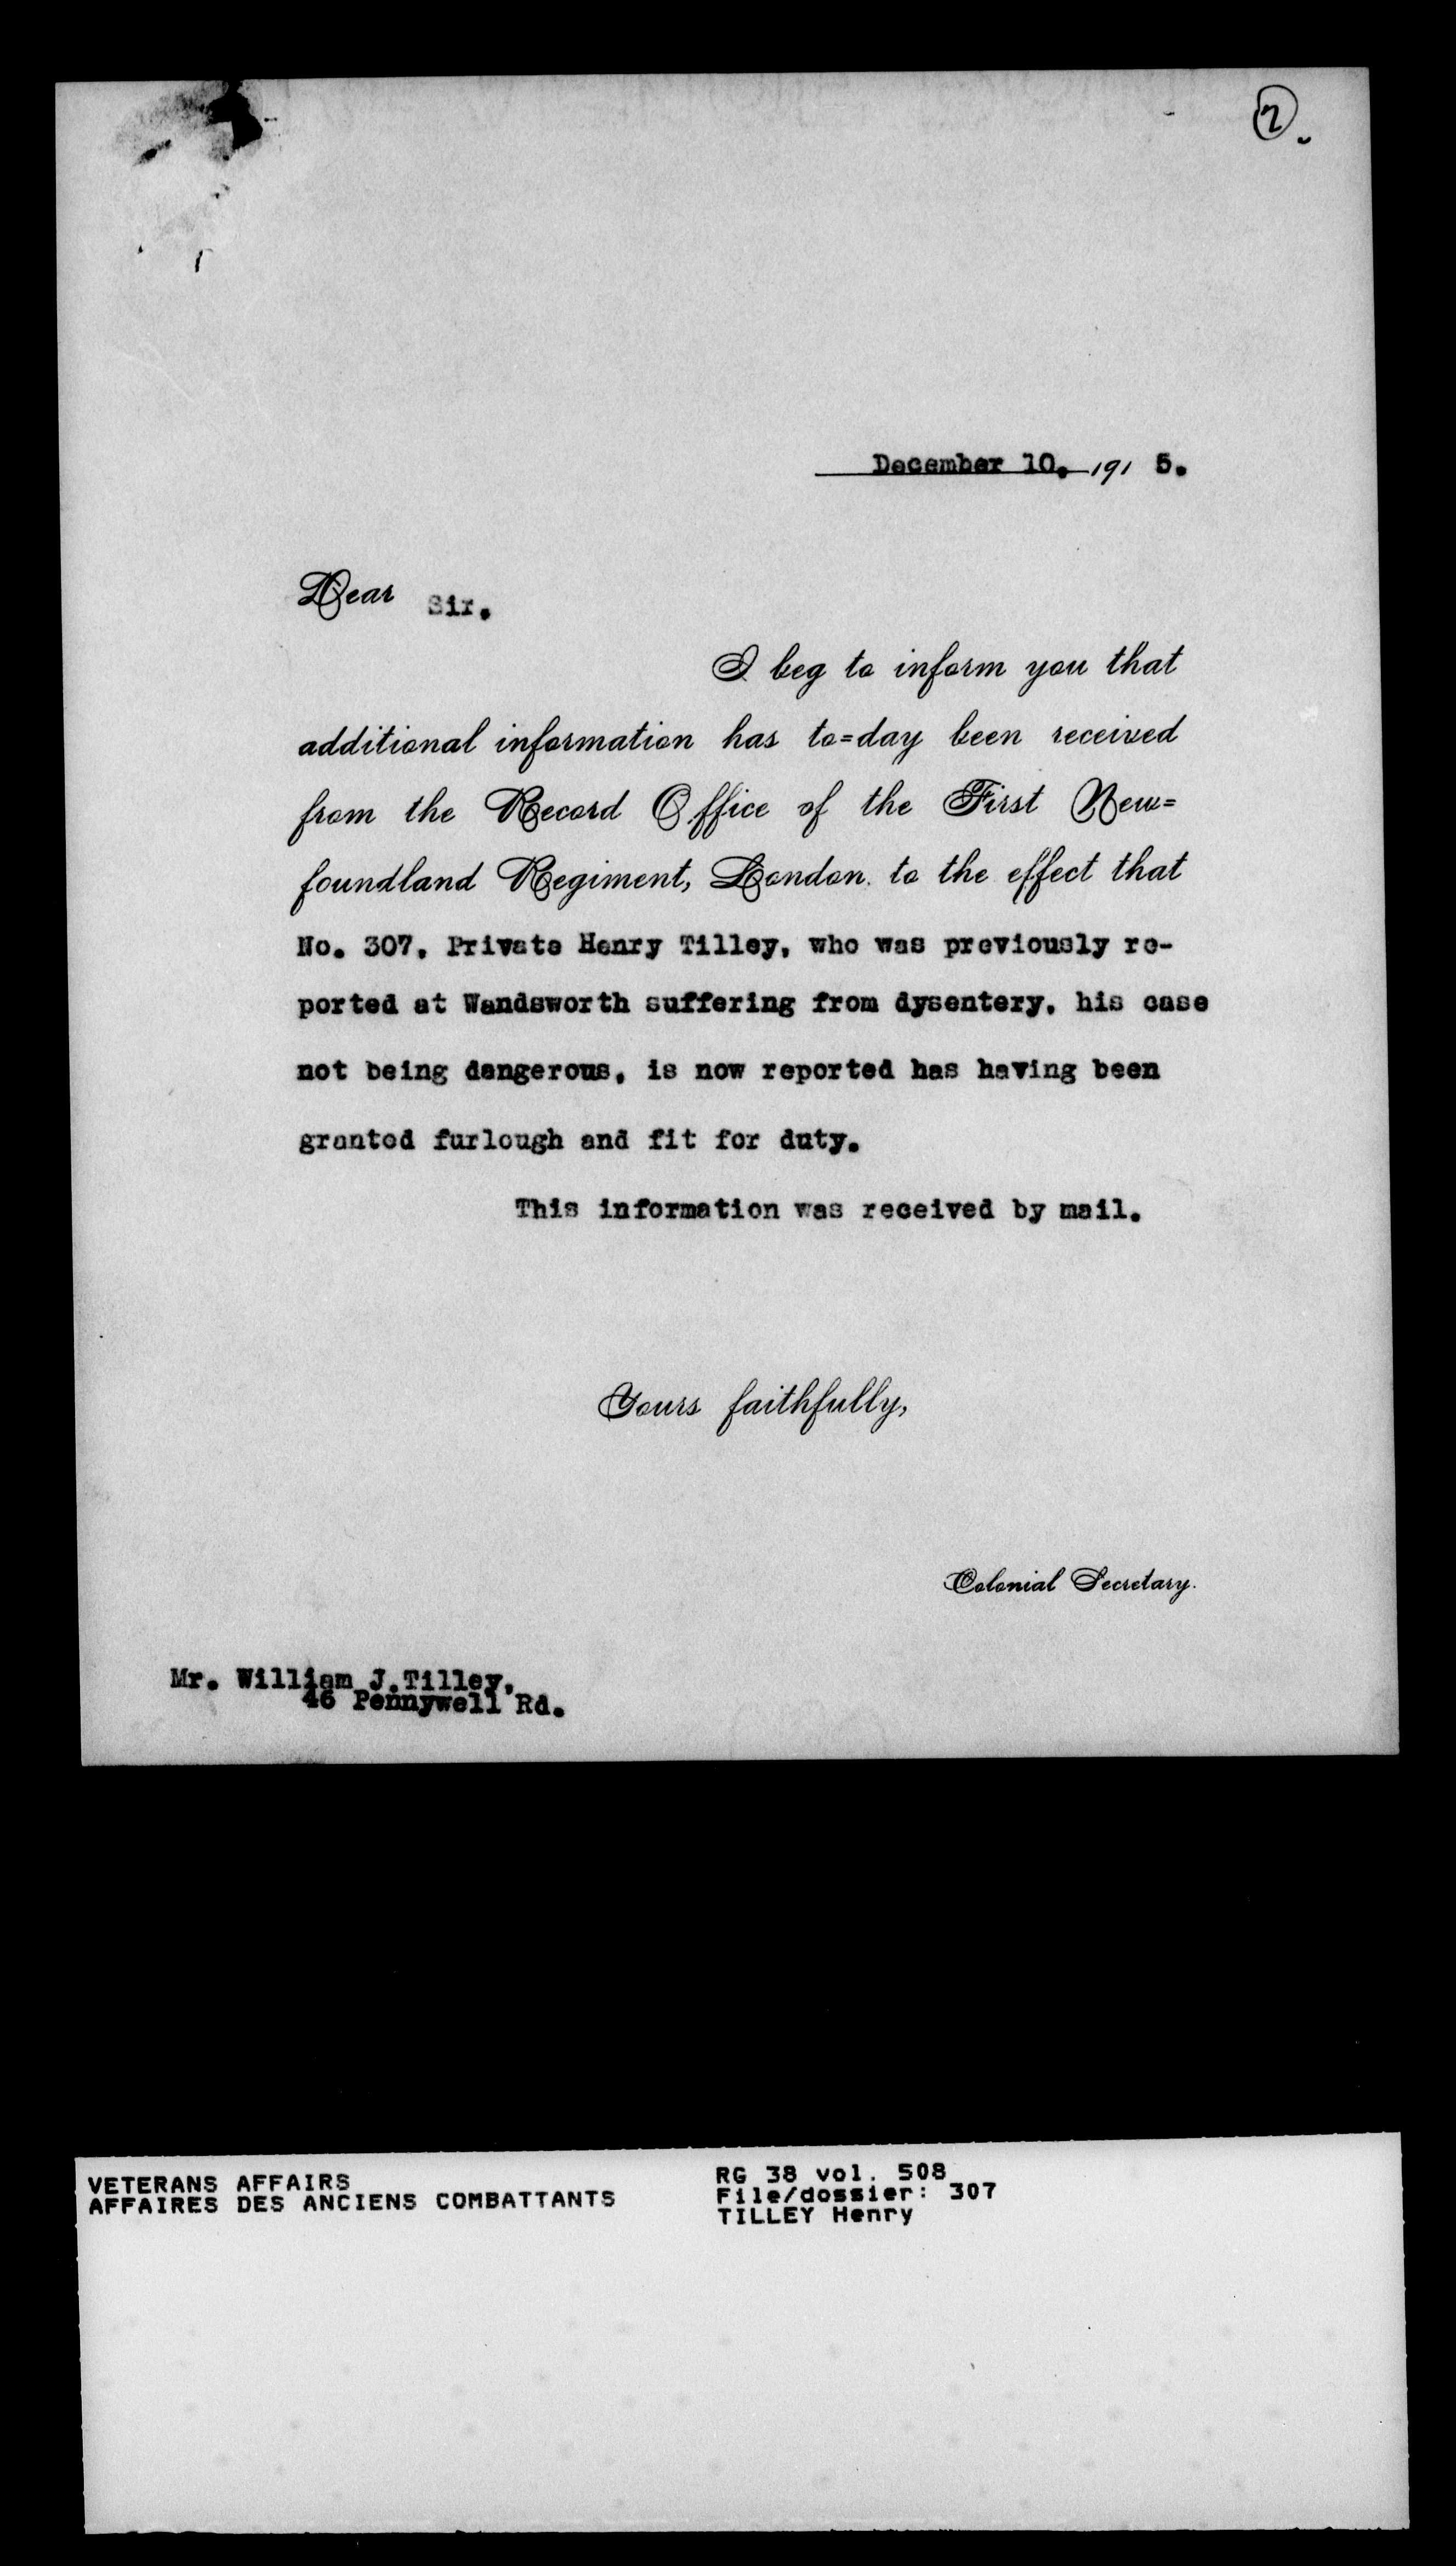 2.
December 10, 191 5.
Dear Sir.
I beg to inform you that
additional information has to=day been received
from the Record Office of the First New=
foundland Regiment, London. to the effect that
No. 307, Private Henry Tilley, who was previously re-
ported at Wandsworth suffering from dysentery, his case
not being dangerous, is now reported has having been
granted furlough and fit for duty.
This information was received by mail.
Yours faithfully,
Colonial Secretary.
Mr. William J.Tilley,
46 Pennywell Rd.
VETERANS AFFAIRS
AFFAIRES DES ANCIENS COMBATTANTS
RG 38 vol. 508
File/dossier: 307
TILLEY Henry